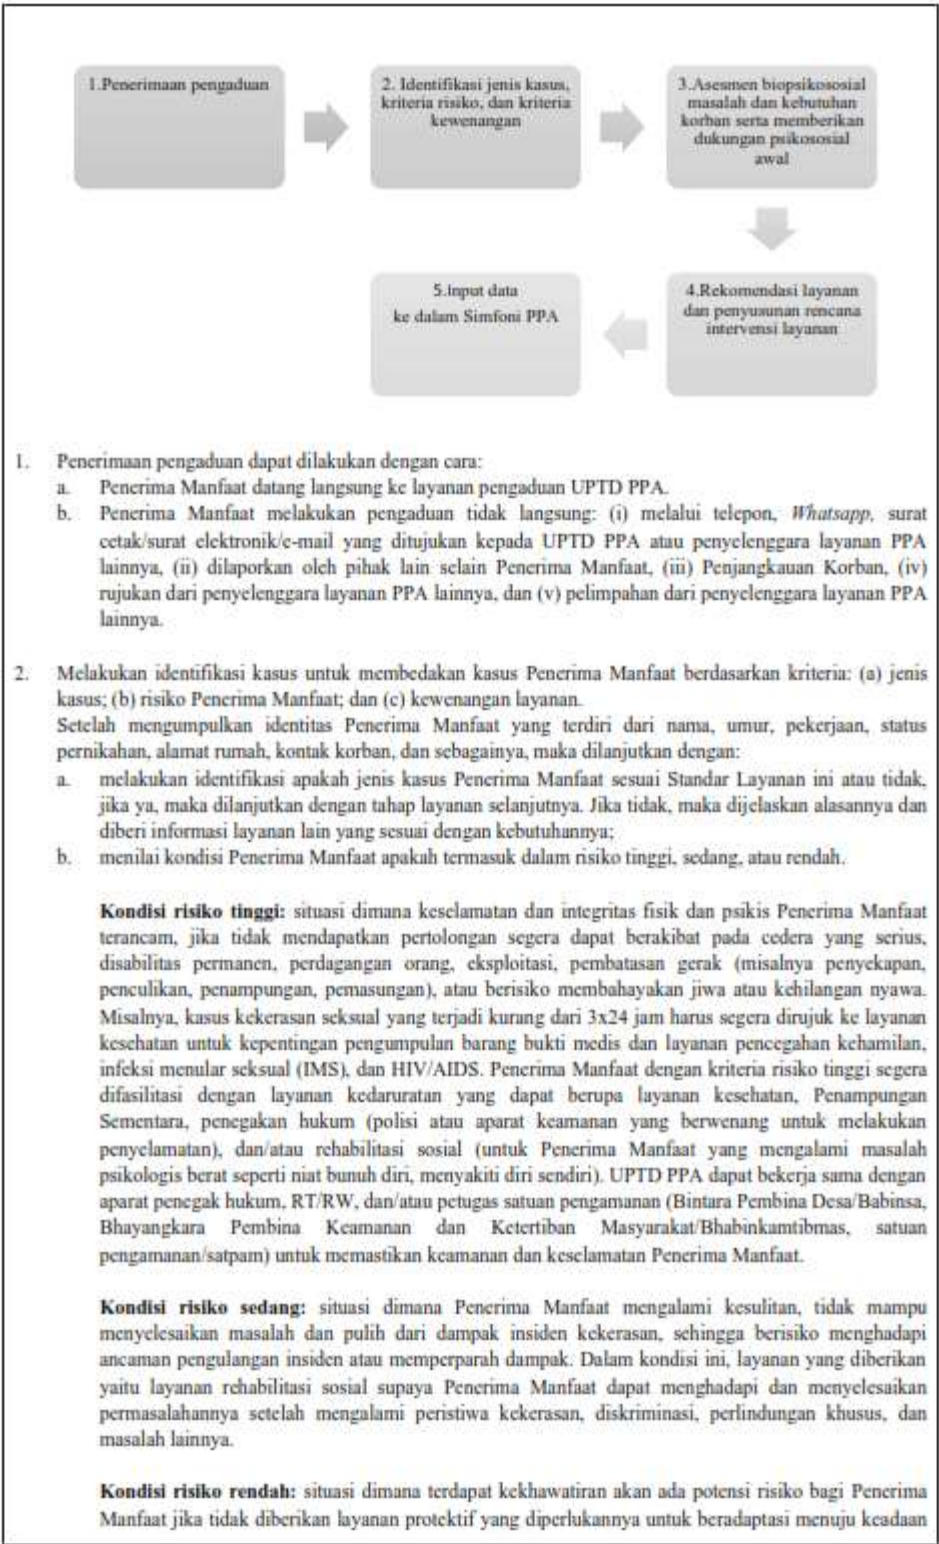 1.Penerimaan pengaduan
2. Identifikasi jenis kasus,
kriteria risiko, dan kriteria
kewenangan
3.Asesmen biopsikososial
masalah dan kebutuhan
korban serta memberikan
dukungan psikososial
awal
4.Rekomendasi layanan
dan penyusunan rencana
intervensi layanan
5.Input data
ke dalam Simfoni PPA
1. Penerimaan pengaduan dapat dilakukan dengan cara:
a. Penerima Manfaat datang langsung ke layanan pengaduan UPTD PPA.
b. Penerima Manfaat melakukan pengaduan tidak langsung: (i) melalui telepon, Whatsapp, surat
cetak/surat elektronik/e-mail yang ditujukan kepada UPTD PPA atau penyelenggara layanan PPA
lainnya, (ii) dilaporkan oleh pihak lain selain Penerima Manfaat, (iii) Penjangkauan Korban, (iv)
rujukan dari penyelenggara layanan PPA lainnya, dan (v) pelimpahan dari penyelenggara layanan PPA
lainnya.
2. Melakukan identifikasi kasus untuk membedakan kasus Penerima Manfaat berdasarkan kriteria: (a) jenis
kasus; (b) risiko Penerima Manfaat; dan (c) kewenangan layanan.
Setelah mengumpulkan identitas Penerima Manfaat yang terdiri dari nama, umur, pekerjaan, status
pernikahan, alamat rumah, kontak korban, dan sebagainya, maka dilanjutkan dengan:
a. melakukan identifikasi apakah jenis kasus Penerima Manfaat sesuai Standar Layanan ini atau tidak,
jika ya, maka dilanjutkan dengan tahap layanan selanjutnya. Jika tidak, maka dijelaskan alasannya dan
diberi informasi layanan lain yang sesuai dengan kebutuhannya;
b. menilai kondisi Penerima Manfaat apakah termasuk dalam risiko tinggi, sedang, atau rendah.
Kondisi risiko tinggi: situasi dimana keselamatan dan integritas fisik dan psikis Penerima Manfaat
terancam, jika tidak mendapatkan pertolongan segera dapat berakibat pada cedera yang serius,
disabilitas permanen, perdagangan orang, eksploitasi, pembatasan gerak (misalnya penyekapan,
penculikan, penampungan, pemasungan), atau berisiko membahayakan jiwa atau kehilangan nyawa.
Misalnya, kasus kekerasan seksual yang terjadi kurang dari 3x24 jam harus segera dirujuk ke layanan
kesehatan untuk kepentingan pengumpulan barang bukti medis dan layanan pencegahan kehamilan,
infeksi menular seksual (IMS), dan HIV/AIDS. Penerima Manfaat dengan kriteria risiko tinggi segera
difasilitasi dengan layanan kedaruratan yang dapat berupa layanan kesehatan, Penampungan
Sementara, penegakan hukum (polisi atau aparat keamanan yang berwenang untuk melakukan
penyelamatan), dan/atau rehabilitasi sosial (untuk Penerima Manfaat yang mengalami masalah
psikologis berat seperti niat bunuh diri, menyakiti diri sendiri). UPTD PPA dapat bekerja sama dengan
aparat penegak hukum, RT/RW, dan/atau petugas satuan pengamanan (Bintara Pembina Desa/Babinsa,
Bhayangkara Pembina Keamanan dan Ketertiban Masyarakat/Bhabinkamtibmas, satuan
pengamanan/satpam) untuk memastikan keamanan dan keselamatan Penerima Manfaat.
Kondisi risiko sedang: situasi dimana Penerima Manfaat mengalami kesulitan, tidak mampu
menyelesaikan masalah dan pulih dari dampak insiden kekerasan, sehingga berisiko menghadapi
ancaman pengulangan insiden atau memperparah dampak. Dalam kondisi ini, layanan yang diberikan
yaitu layanan rehabilitasi sosial supaya Penerima Manfaat dapat menghadapi dan menyelesaikan
permasalahannya setelah mengalami peristiwa kekerasan, diskriminasi, perlindungan khusus, dan
masalah lainnya.
Kondisi risiko rendah: situasi dimana terdapat kekhawatiran akan ada potensi risiko bagi Penerima
Manfaat jika tidak diberikan layanan protektif yang diperlukannya untuk beradaptasi menuju keadaan